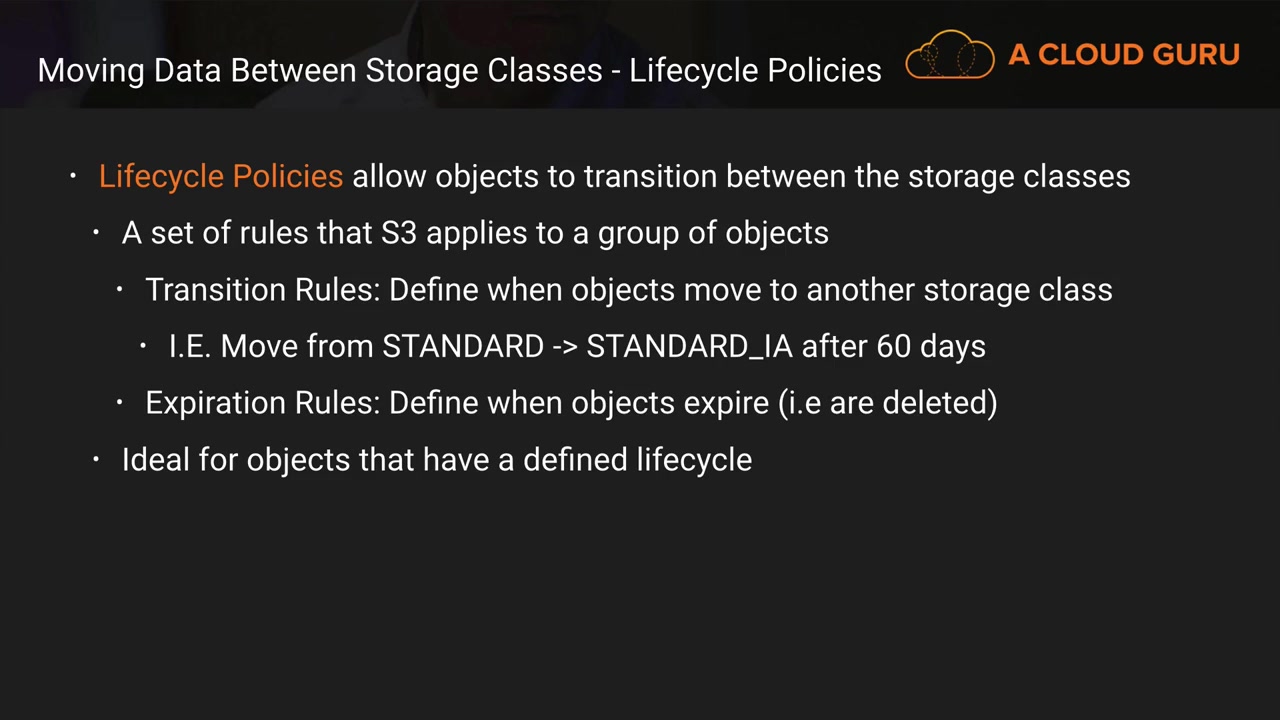 Moving Data Between Storage Classes - Lifecycle Policies
A CLOUD GURU
· Lifecycle Policies allow objects to transition between the storage classes
· A set of rules that S3 applies to a group of objects
· Transition Rules: Define when objects move to another storage class
· I.E. Move from STANDARD -> STANDARD_IA after 60 days
· Expiration Rules: Define when objects expire (i.e are deleted)
· Ideal for objects that have a defined lifecycle